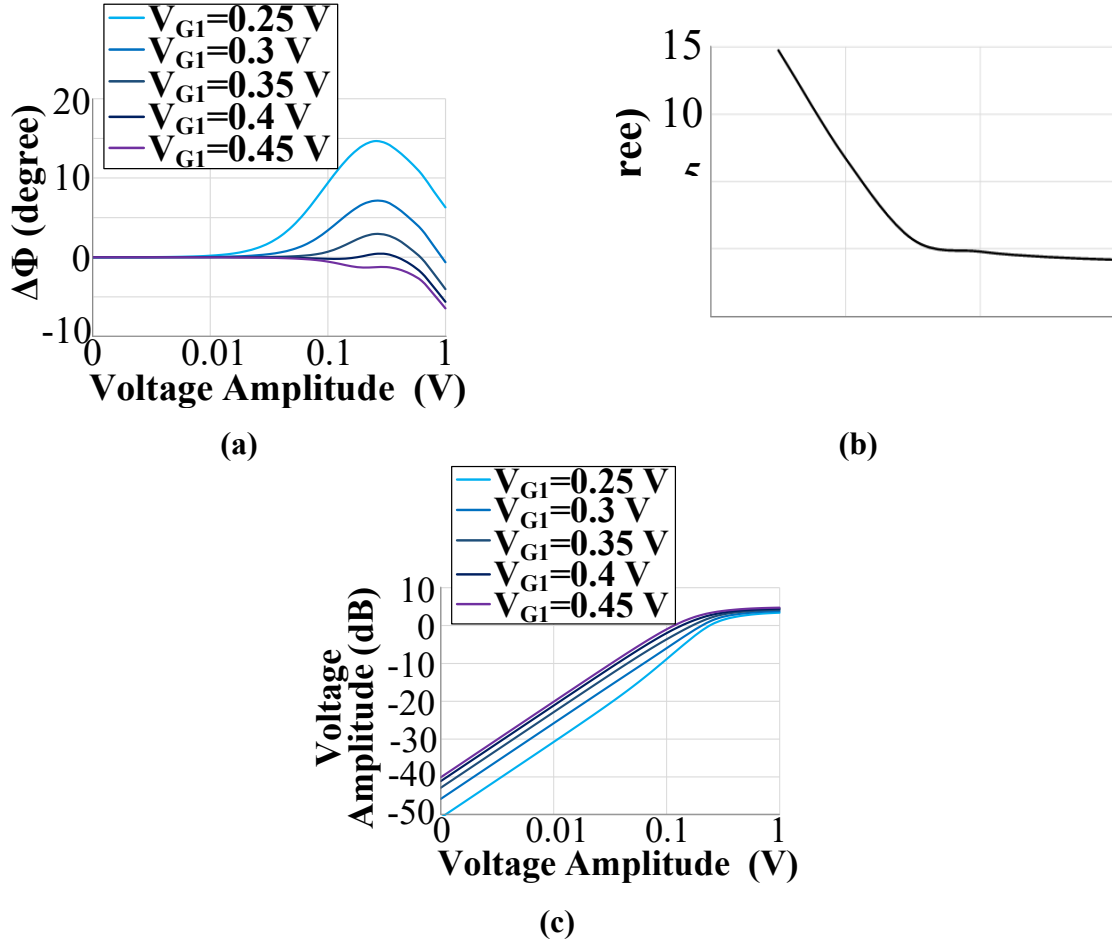 V_G1=0.25 V
V_G1=0.3 V
V_G1=0.35 V
V_G1=0.4 V
V_G1=0.45 V
ΔΦ (degree)
20
10
0
-10
0 0.01 0.1 1
Voltage Amplitude (V)
(a)
ree)
15
10
5
(b)
V_G1=0.25 V
V_G1=0.3 V
V_G1=0.35 V
V_G1=0.4 V
V_G1=0.45 V
Voltage
Amplitude (dB)
10
0
-10
-20
-30
-40
-50
0 0.01 0.1 1
Voltage Amplitude (V)
(c)